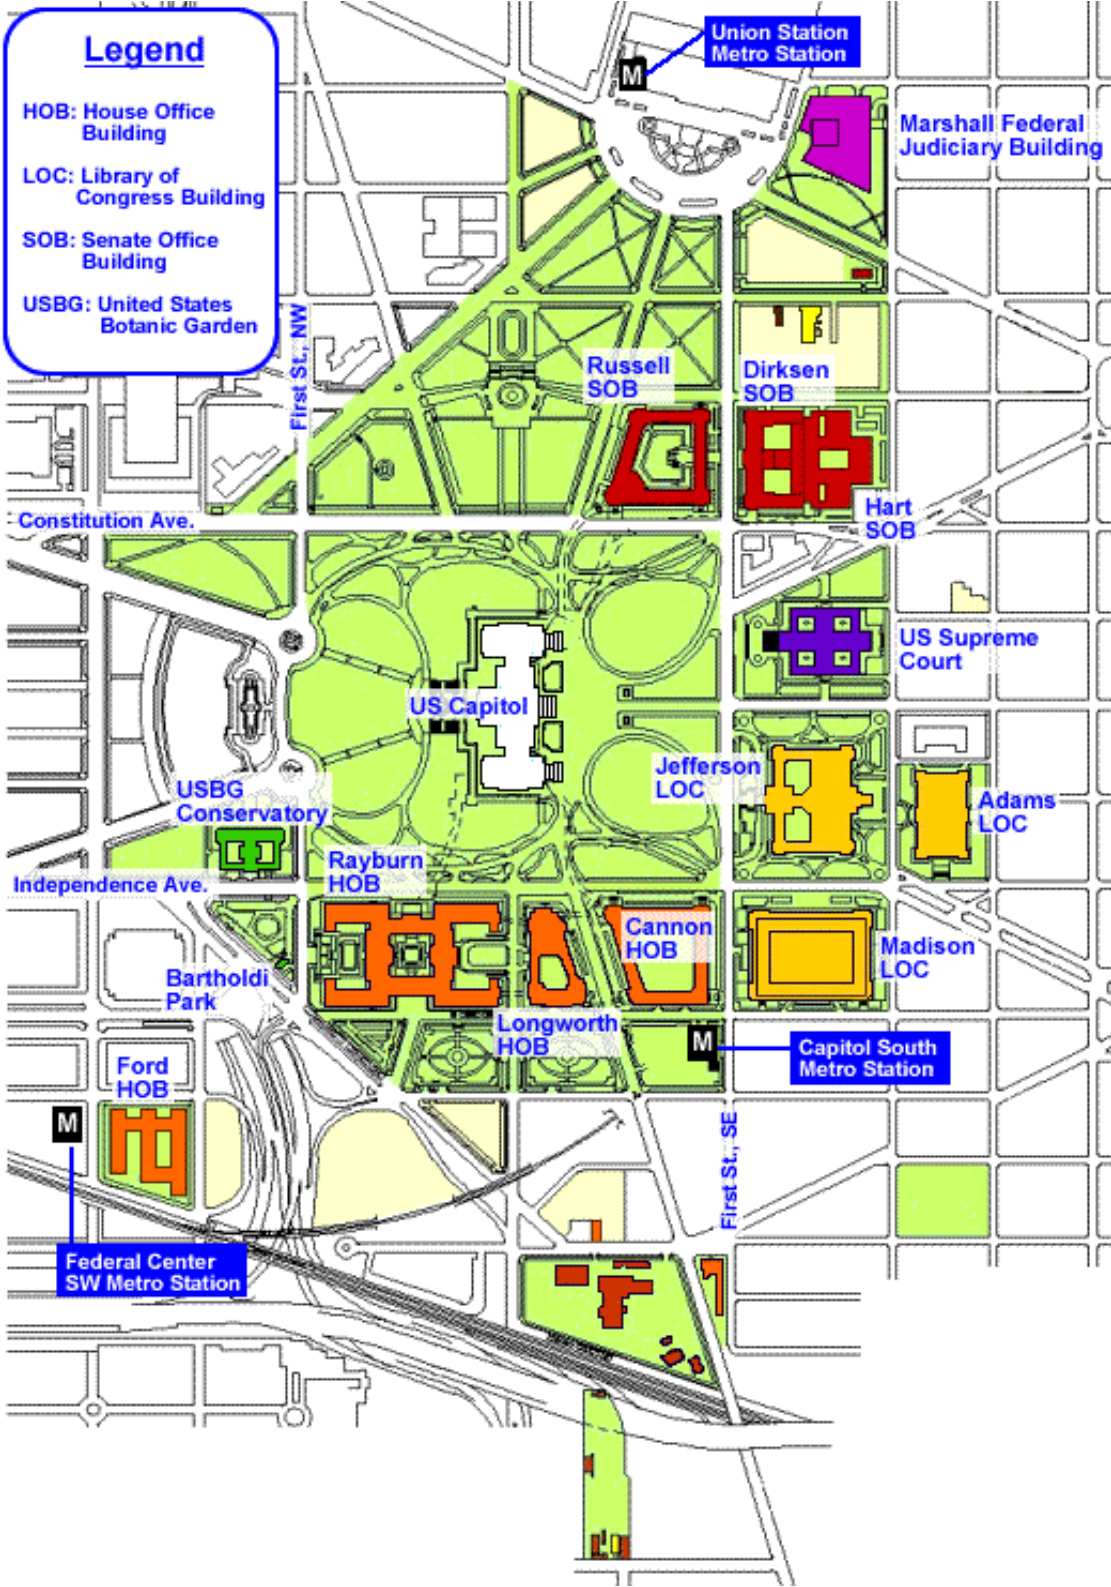 Legend
HOB: House Office
Building
LOC: Library of
Congress Building
SOB: Senate Office
Building
USBG: United States
Botanic Garden
Union Station
Metro Station
M
Marshall Federal
Judiciary Building
First St., NW
Russell
SOB
Dirksen
SOB
Hart
SOB
Constitution Ave.
US Supreme
Court
US Capitol
Jefferson
LOC
Adams
LOC
USBG
Conservatory
Rayburn
HOB
Independence Ave.
Cannon
HOB
Madison
LOC
Bartholdi
Park
Longworth
HOB
M
Capitol South
Metro Station
Ford
HOB
M
First St., SE
Federal Center
SW Metro Station